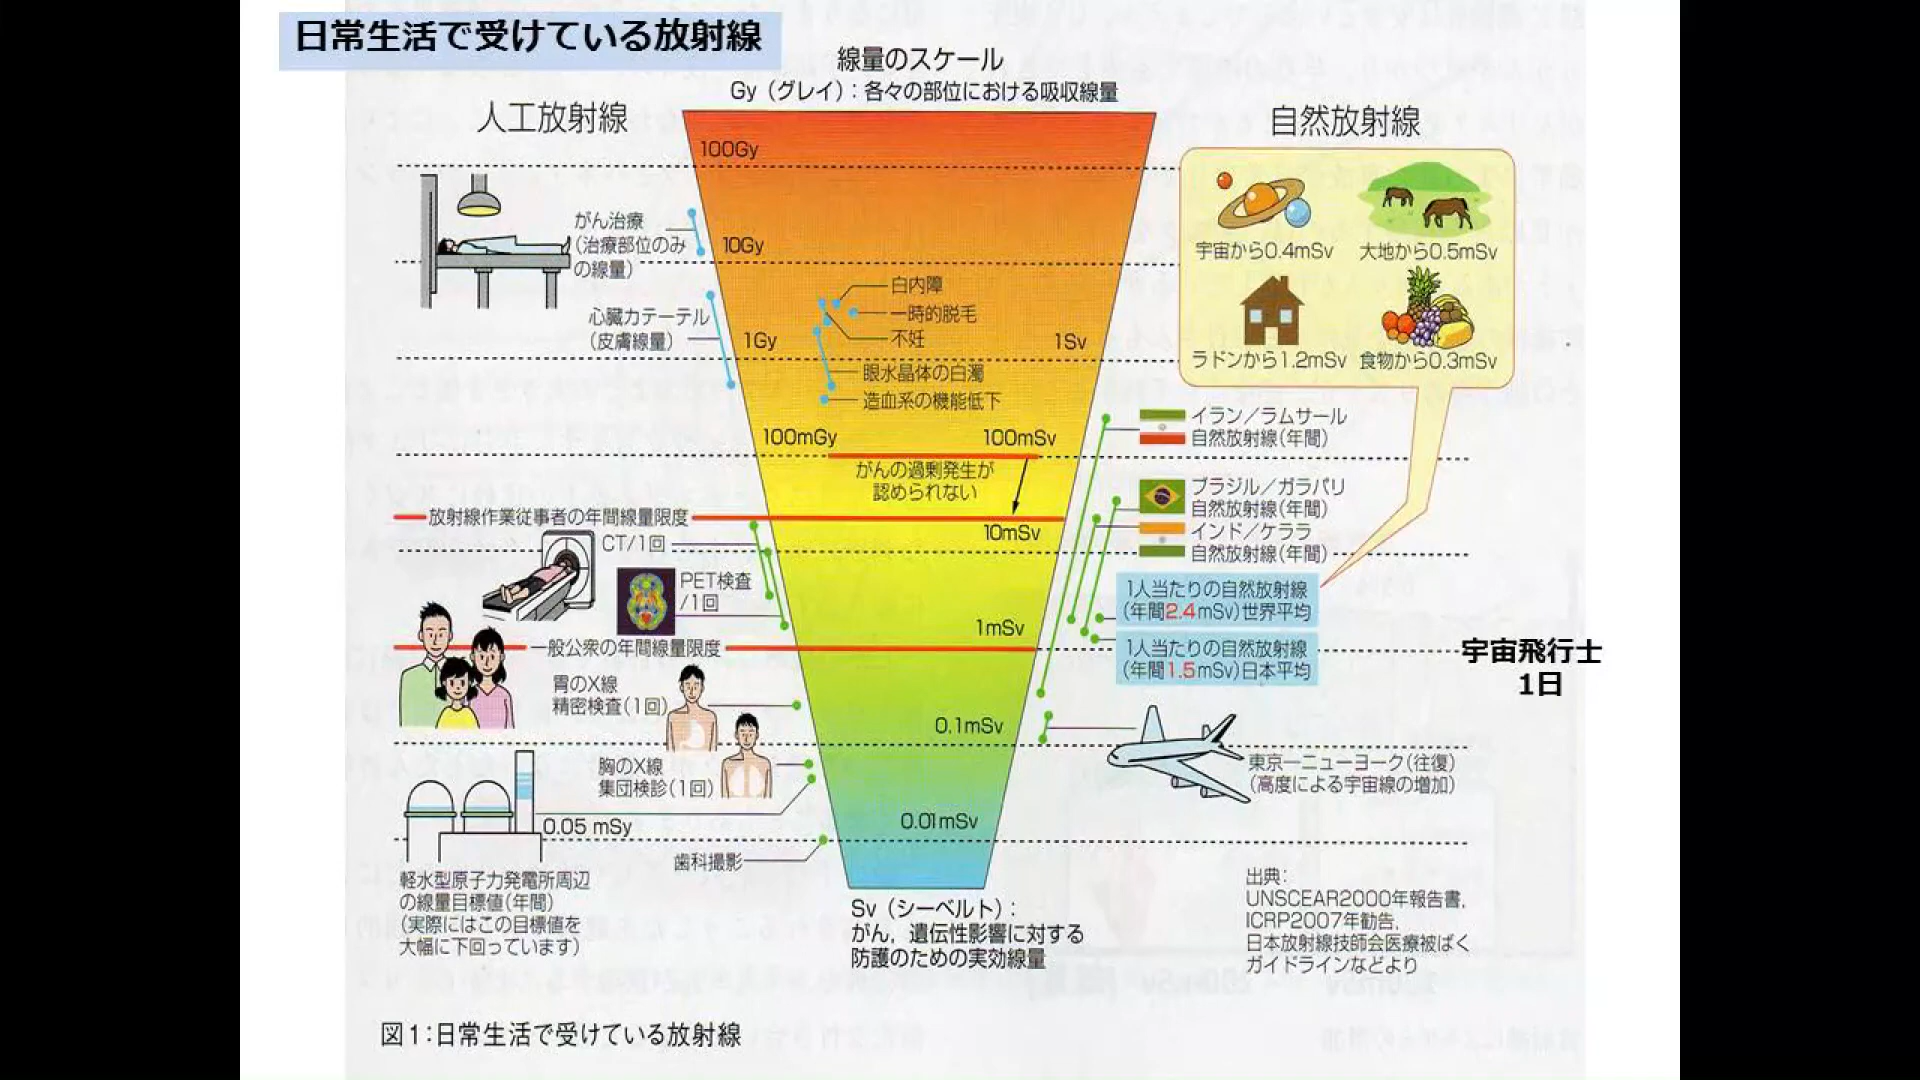 日常生活で受けている放射線
線量のスケール
Gy（グレイ）：各々の部位における吸収線量
人工放射線
自然放射線
100Gy
がん治療
（治療部位のみ
の線量）
10Gy
宇宙から0.4mSv
大地から0.5mSv
白内障
一時的脱毛
不妊
心臓カテーテル
（皮膚線量）
1Gy
1Sv
ラドンから1.2mSv
食物から0.3mSv
眼水晶体の白濁
造血系の機能低下
イラン／ラムサール
自然放射線（年間）
100mGy
100mSv
がんの過剰発生が
認められない
ブラジル／ガラパリ
自然放射線（年間）
放射線作業従事者の年間線量限度
10mSv
インド／ケララ
自然放射線（年間）
CT/1回
PET検査
/1回
1人当たりの自然放射線
（年間2.4mSv）世界平均
1mSv
一般公衆の年間線量限度
1人当たりの自然放射線
（年間1.5mSv）日本平均
宇宙飛行士
1日
胃のX線
精密検査（1回）
0.1mSv
胸のX線
集団検診（1回）
東京ーニューヨーク（往復）
（高度による宇宙線の増加）
0.05 mSy
0.01mSv
歯科撮影
軽水型原子力発電所周辺
の線量目標値（年間）
（実際にはこの目標値を
大幅に下回っています）
Sv（シーベルト）：
がん，遺伝性影響に対する
防護のための実効線量
出典：
UNSCEAR2000年報告書，
ICRP2007年勧告，
日本放射線技師会医療被ばく
ガイドラインなどより
図1：日常生活で受けている放射線